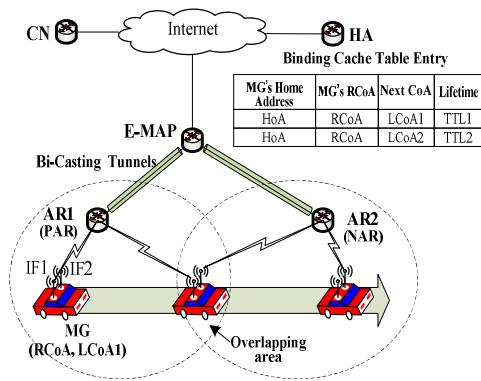 CN
Internet
HA
Binding Cache Table Entry
MG's Home Address MG's RCoA Next CoA Lifetime
HoA RCoA LCoA1 TTL1
HoA RCoA LCoA2 TTL2
E-MAP
Bi-Casting Tunnels
AR1
(PAR)
AR2
(NAR)
IF1 IF2
MG
(RCoA, LCoA1)
Overlapping
area